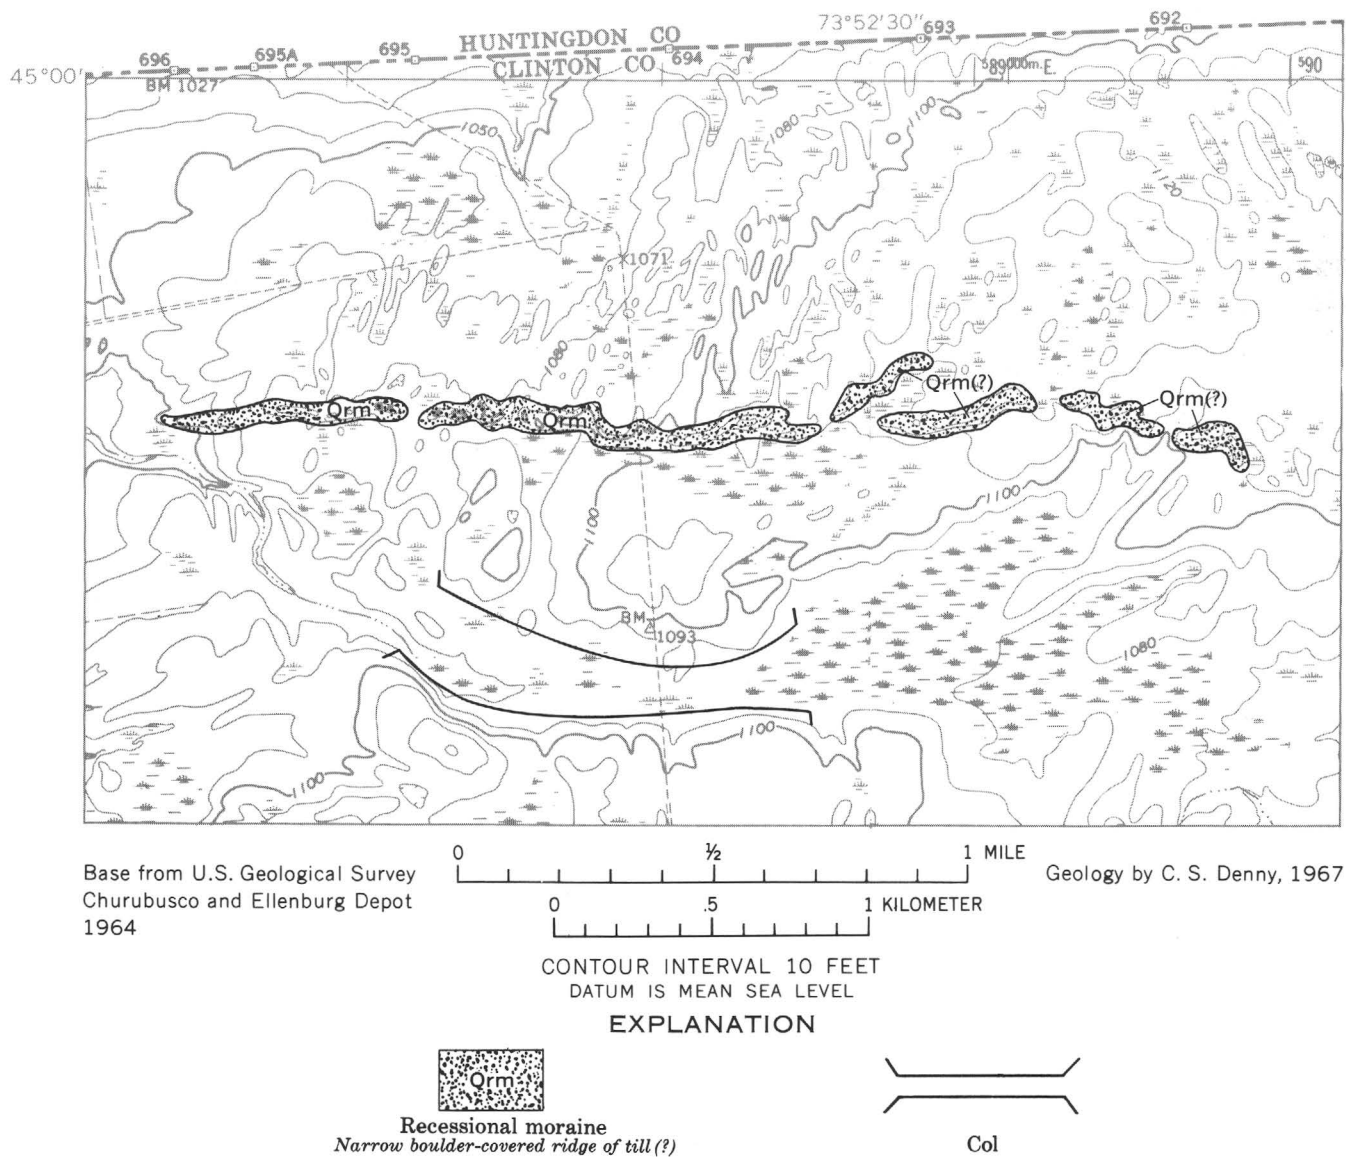 73°52'30"
692
693
HUNTINGDON CO
696
695A
695
694
CLINTON CO
45°00'
BM 1027
589000m. E.
590
1050
1080
1100
1120
×1071
1080
Qrm
Qrm
Qrm(?)
Qrm(?)
1100
1100
BM
1093
1080
1100
1100
Base from U.S. Geological Survey
Churubusco and Ellenburg Depot
1964
0 ½ 1 MILE
0 .5 1 KILOMETER
Geology by C. S. Denny, 1967
CONTOUR INTERVAL 10 FEET
DATUM IS MEAN SEA LEVEL
EXPLANATION
Qrm
Recessional moraine
Narrow boulder-covered ridge of till (?)
Col